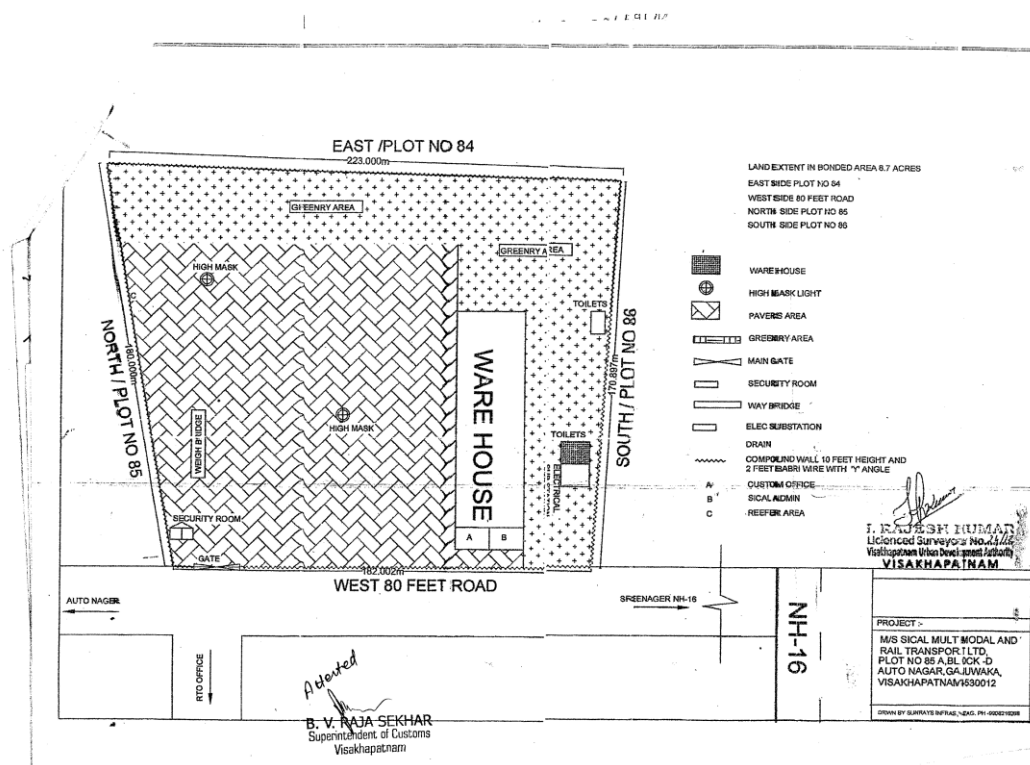 EAST /PLOT NO 84
223.000m
GREENRY AREA
GREENRY AREA
HIGH MASK
TOILETS
NORTH / PLOT NO 85
180.000m
C
WARE HOUSE
SOUTH / PLOT NO 86
170.897m
HIGH MASK
WEIGH BRIDGE
TOILETS
ELECTRICAL
SECURITY ROOM
A
B
GATE
182.002m
WEST 80 FEET ROAD
LAND EXTENT IN BONDED AREA 8.7 ACRES
EAST SIDE PLOT NO 84
WEST SIDE 80 FEET ROAD
NORTH SIDE PLOT NO 85
SOUTH SIDE PLOT NO 86
WAREHOUSE
HIGH MASK LIGHT
PAVERS AREA
GREENRY AREA
MAIN GATE
SECURITY ROOM
WAY BRIDGE
ELEC SUBSTATION
DRAIN
COMPOUND WALL 10 FEET HEIGHT AND
2 FEET BABRI WIRE WITH "Y" ANGLE
A CUSTOM OFFICE
B SICAL ADMIN
C REEFER AREA
I. RAJESH KUMAR
Licenced Surveyors No.
Visakhapatnam Urban Development Authority
VISAKHAPATNAM
AUTO NAGER
SREENAGER NH-16
RTO OFFICE
NH-16
Attented
B. V. RAJA SEKHAR
Superintendent of Customs
Visakhapatnam
PROJECT :-
M/S SICAL MULT MODAL AND
RAIL TRANSPORT LTD,
PLOT NO 85 A,BLOCK -D
AUTO NAGER, GAJUWAKA,
VISAKHAPATNAM 530012